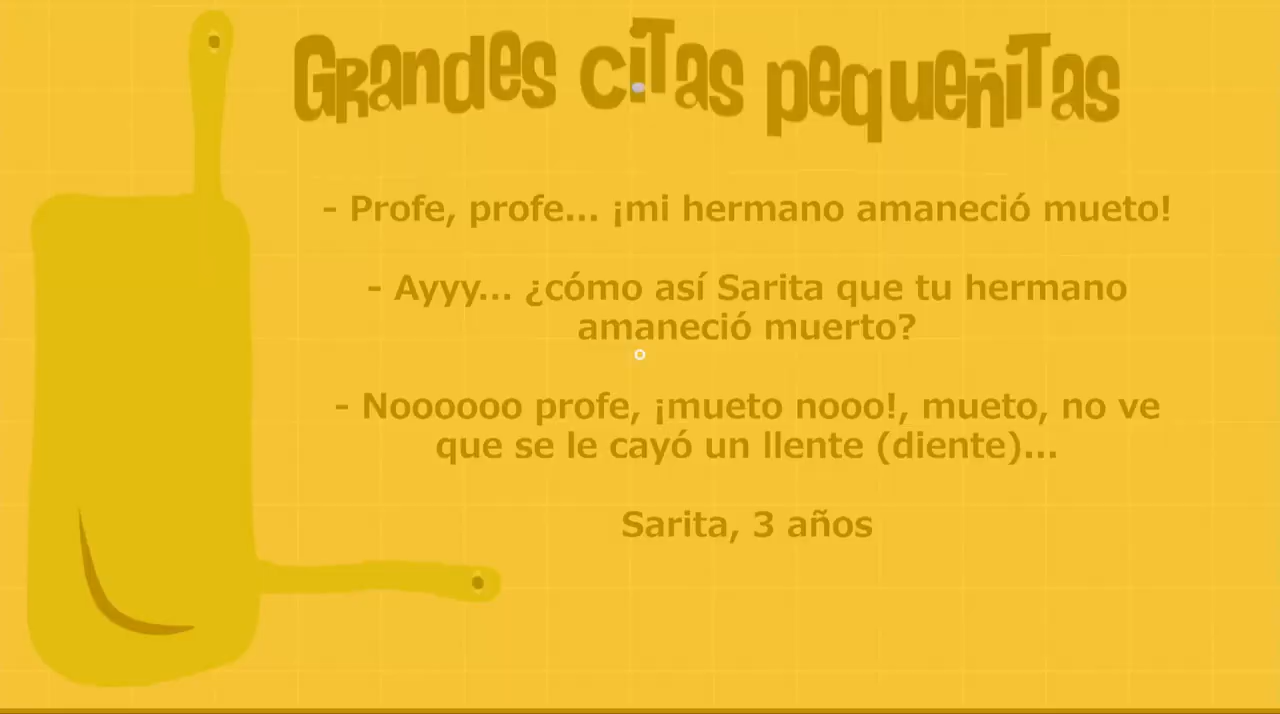 Grandes citas pequeñitas
- Profe, profe... ¡mi hermano amaneció mueto!
- Ayyy... ¿cómo así Sarita que tu hermano
amaneció muerto?
- Noooooo profe, ¡mueto nooo!, mueto, no ve
que se le cayó un llente (diente)...
Sarita, 3 años